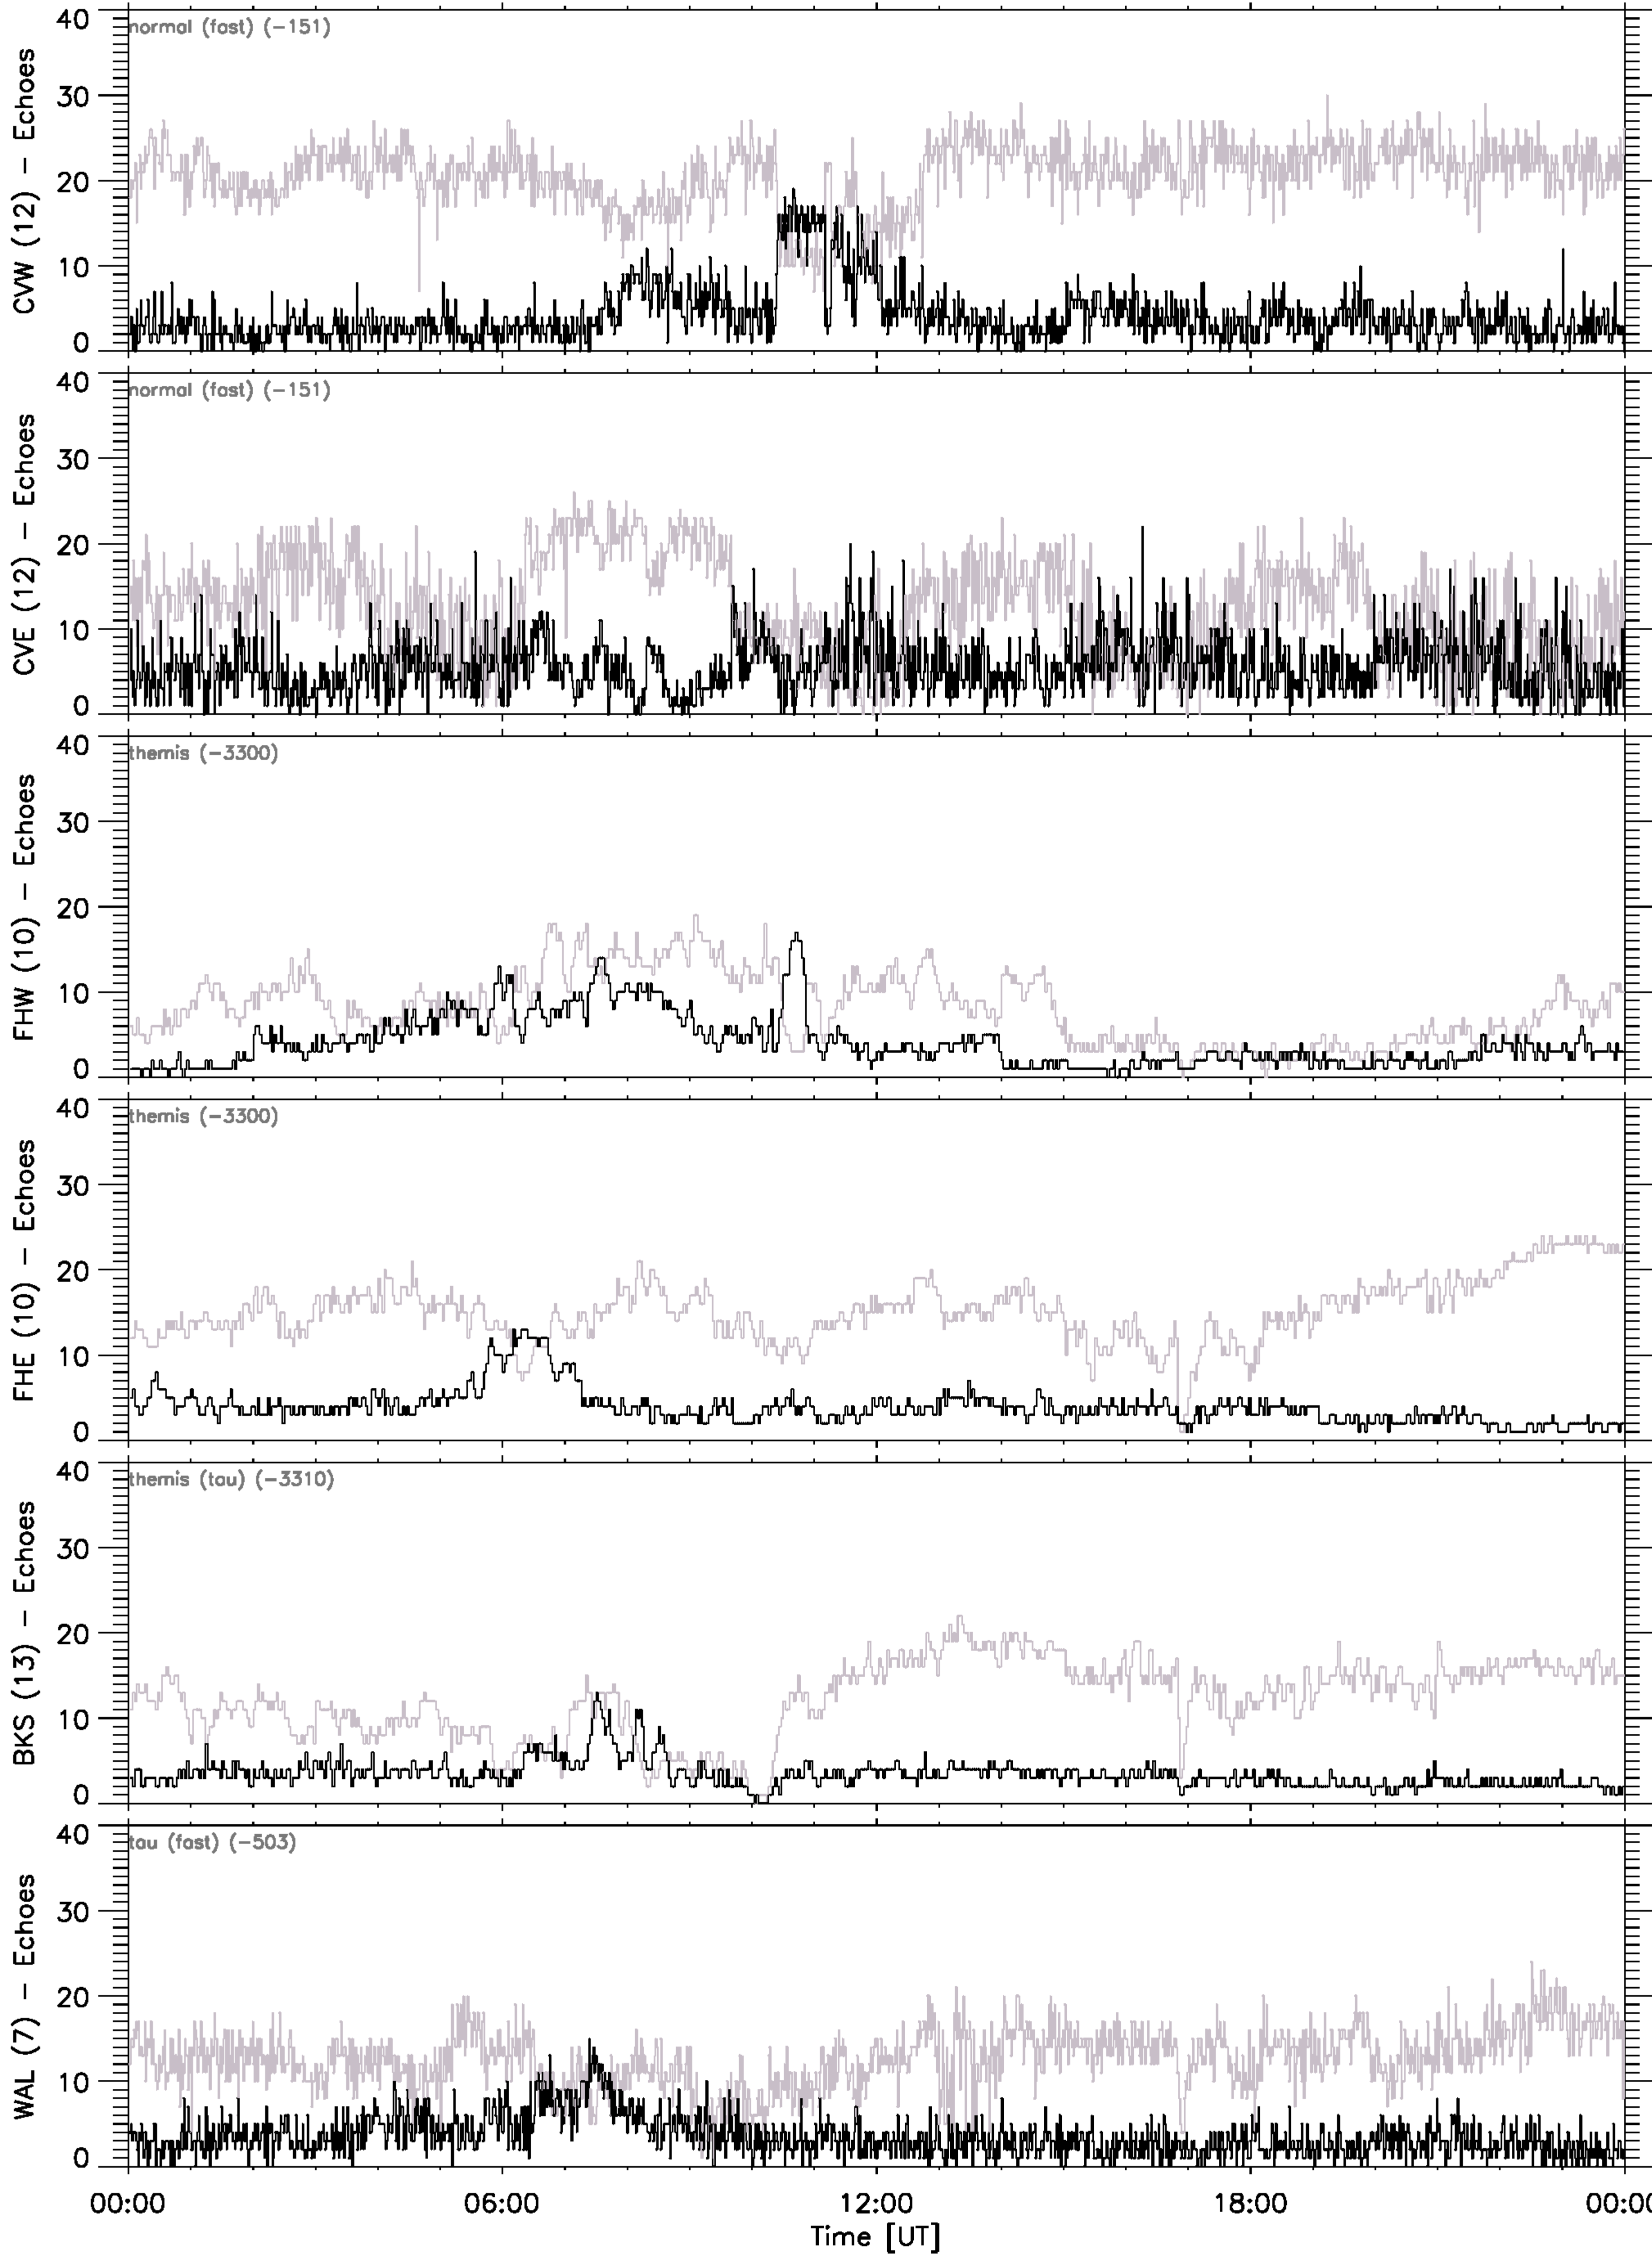 40
30
20
10
0
CVW (12) – Echoes
normal (fast) (-151)
40
30
20
10
0
CVE (12) – Echoes
normal (fast) (-151)
40
30
20
10
0
FHW (10) – Echoes
themis (-3300)
40
30
20
10
0
FHE (10) – Echoes
themis (-3300)
40
30
20
10
0
BKS (13) – Echoes
themis (tau) (-3310)
40
30
20
10
0
WAL (7) – Echoes
tau (fast) (-503)
00:00 06:00 12:00 18:00 00:00
Time [UT]